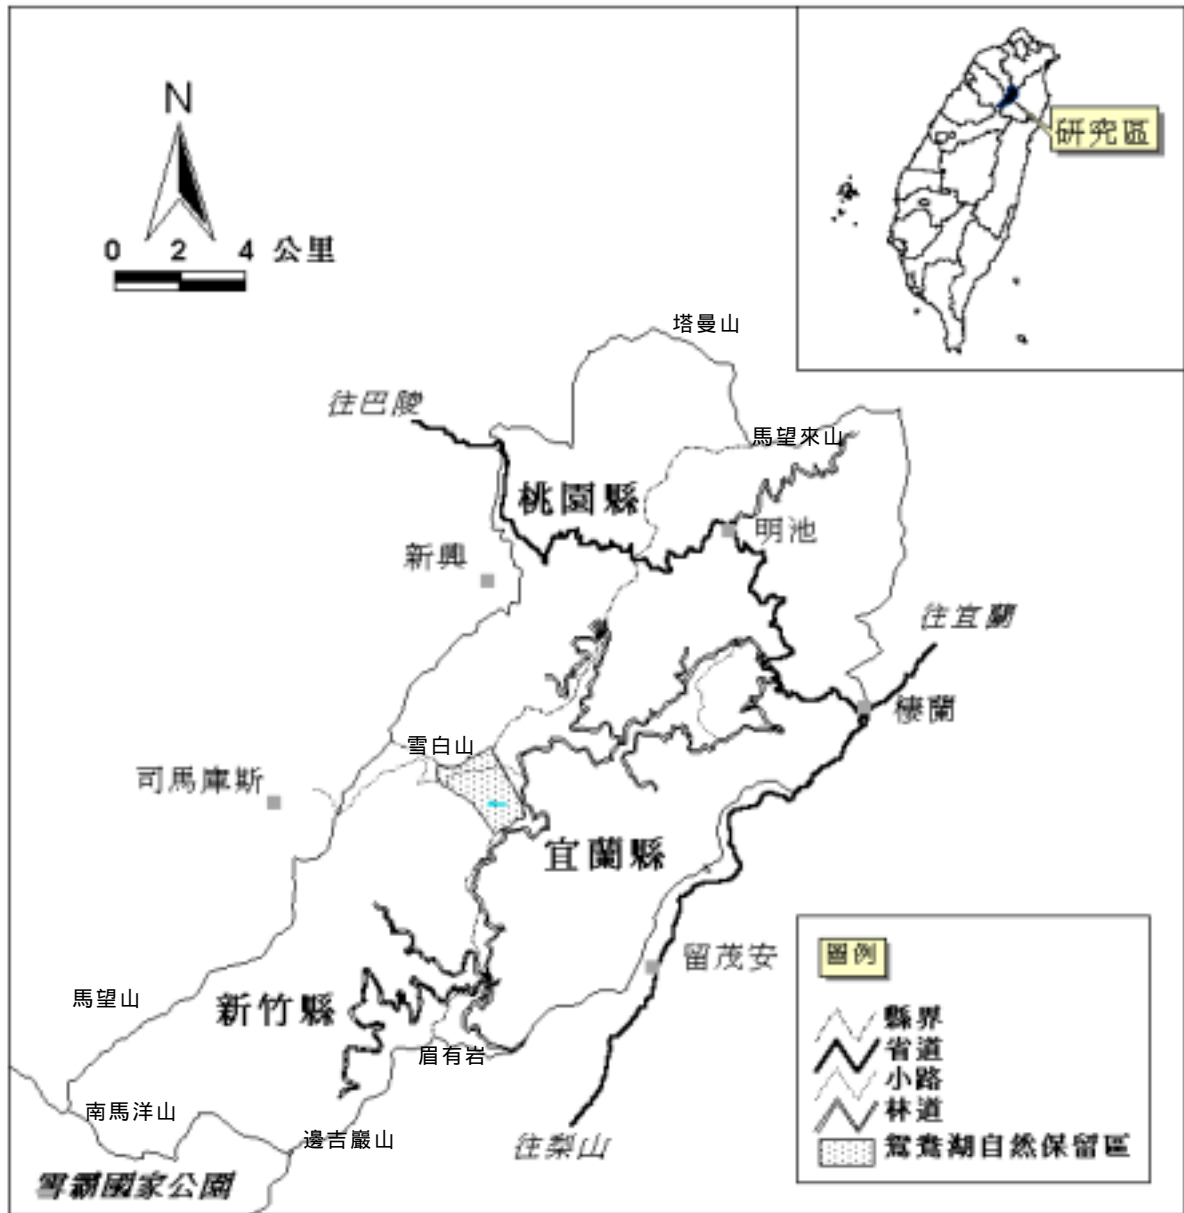 研究區
N
0 2 4 公里
塔曼山
往巴陵
馬望來山
桃園縣
明池
新興
往宜蘭
棲蘭
雪白山
司馬庫斯
宜蘭縣
留茂安
馬望山
新竹縣
眉有岩
南馬洋山
邊吉巖山
往梨山
雪霸國家公園
圖例
縣界
省道
小路
林道
鴛鴦湖自然保留區